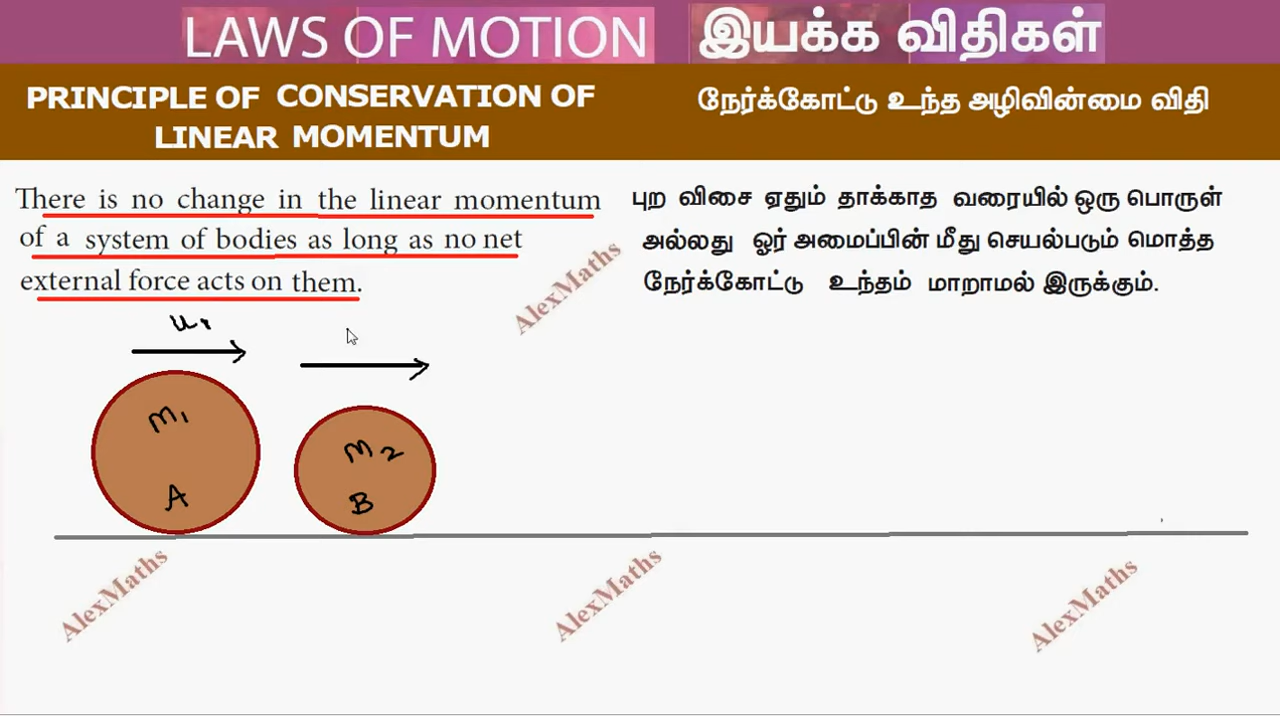 LAWS OF MOTION இயக்க விதிகள்
PRINCIPLE OF CONSERVATION OF
LINEAR MOMENTUM
நேர்க்கோட்டு உந்த அழிவின்மை விதி
There is no change in the linear momentum
of a system of bodies as long as no net
external force acts on them.
புற விசை ஏதும் தாக்காத வரையில் ஒரு பொருள்
அல்லது ஓர் அமைப்பின் மீது செயல்படும் மொத்த
நேர்க்கோட்டு உந்தம் மாறாமல் இருக்கும்.
AlexMaths
u₁
m₁
A
m₂
B
AlexMaths
AlexMaths
AlexMaths